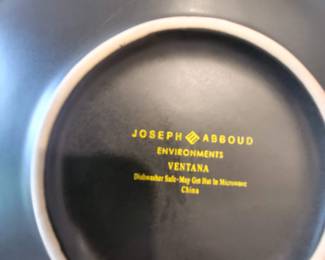 JOSEPH ABBOUD
ENVIRONMENTS
VENTANA
Dishwasher Safe-May Get Hot In Microwave
China